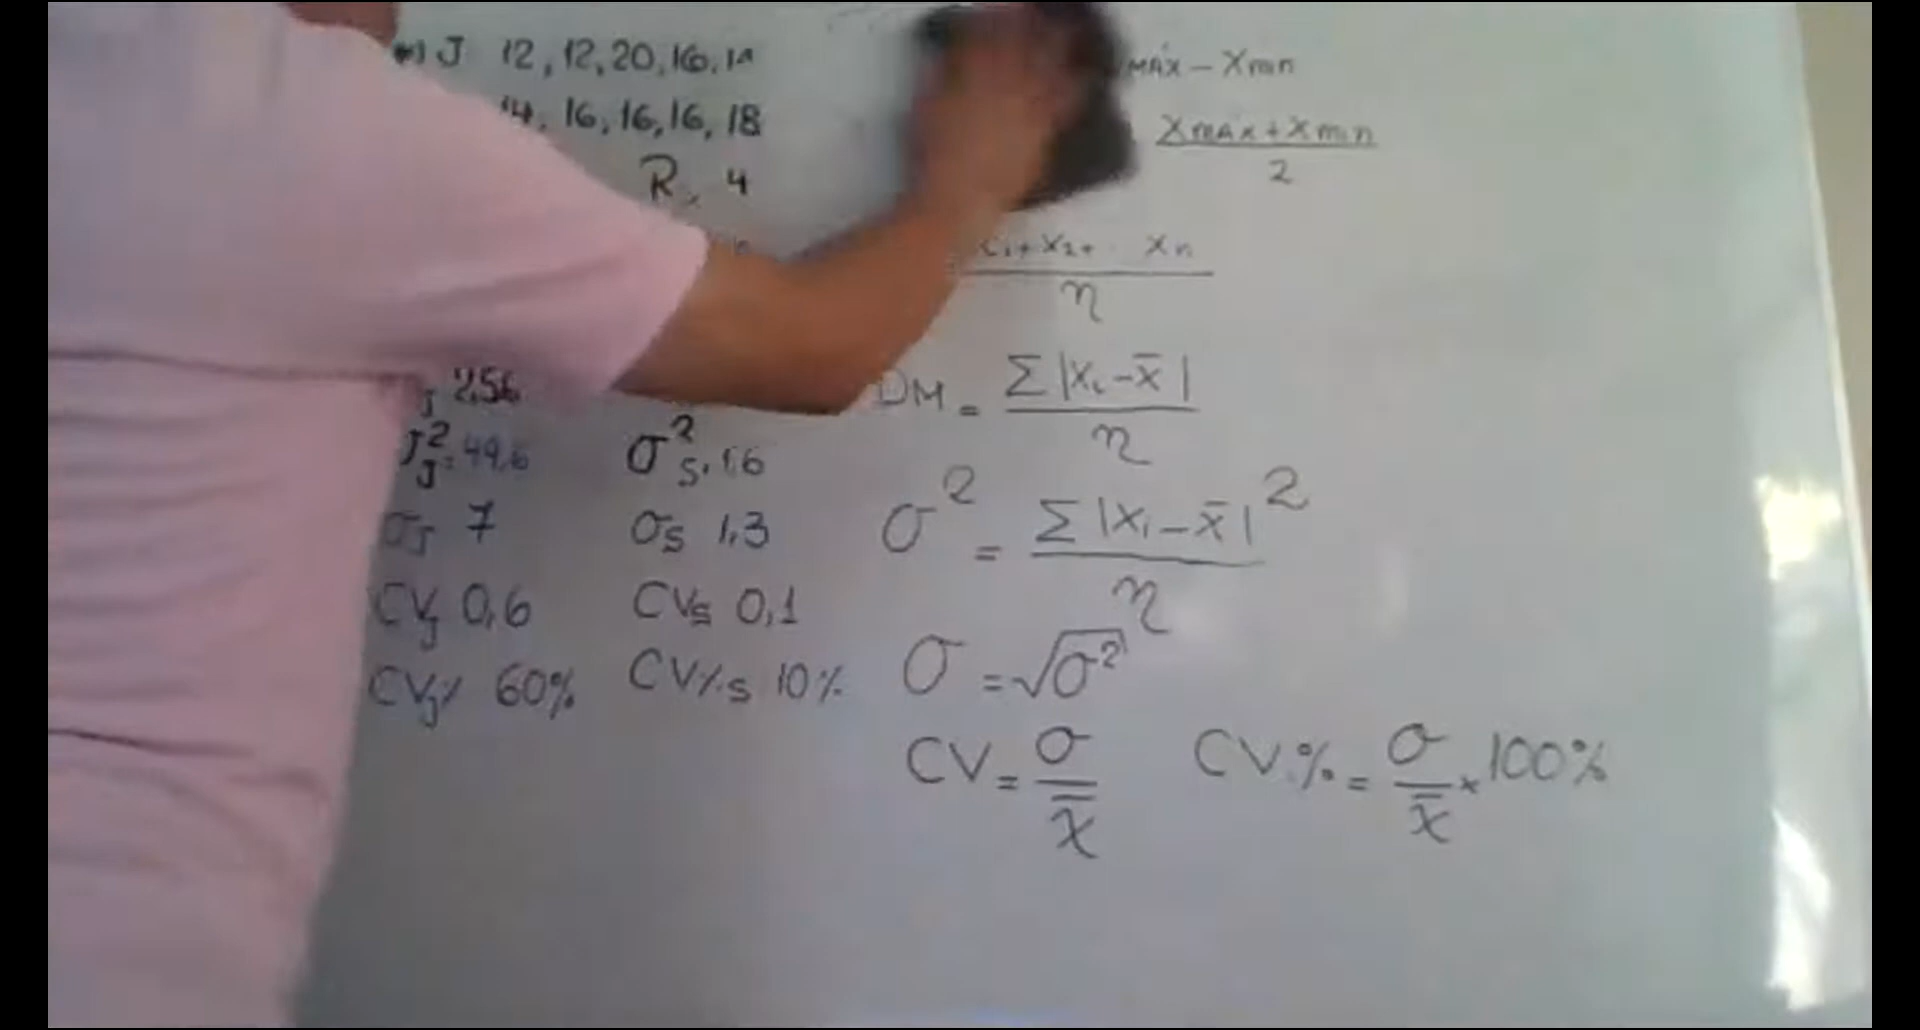 J 12, 12, 20, 16, 1
14, 16, 16, 16, 18
R. 4
J 2,56
J² J. 49,6
σ² s. 1.6
σJ 7
σs 1,3
CVJ 0,6
CVs 0,1
CVJ% 60%
CV%s 10%
máx - xmin
xmáx + xmin
2
x₁ + x₂ + xn
n
DM = Σ |xi - x̄|
n
σ² = Σ |xi - x̄|²
n
σ = √σ²
CV = σ
x̄
CV.% = σ × 100%
x̄